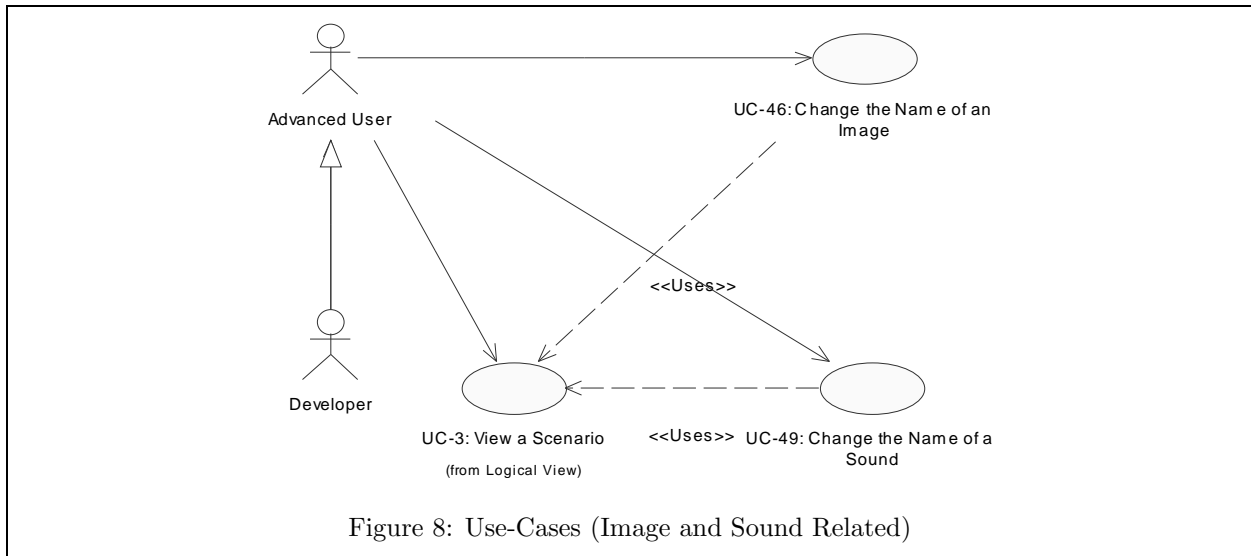 Advanced User
UC-46: Change the Name of an
Image
<<Uses>>
Developer
UC-3: View a Scenario
(from Logical View)
<<Uses>>
UC-49: Change the Name of a
Sound
Figure 8: Use-Cases (Image and Sound Related)